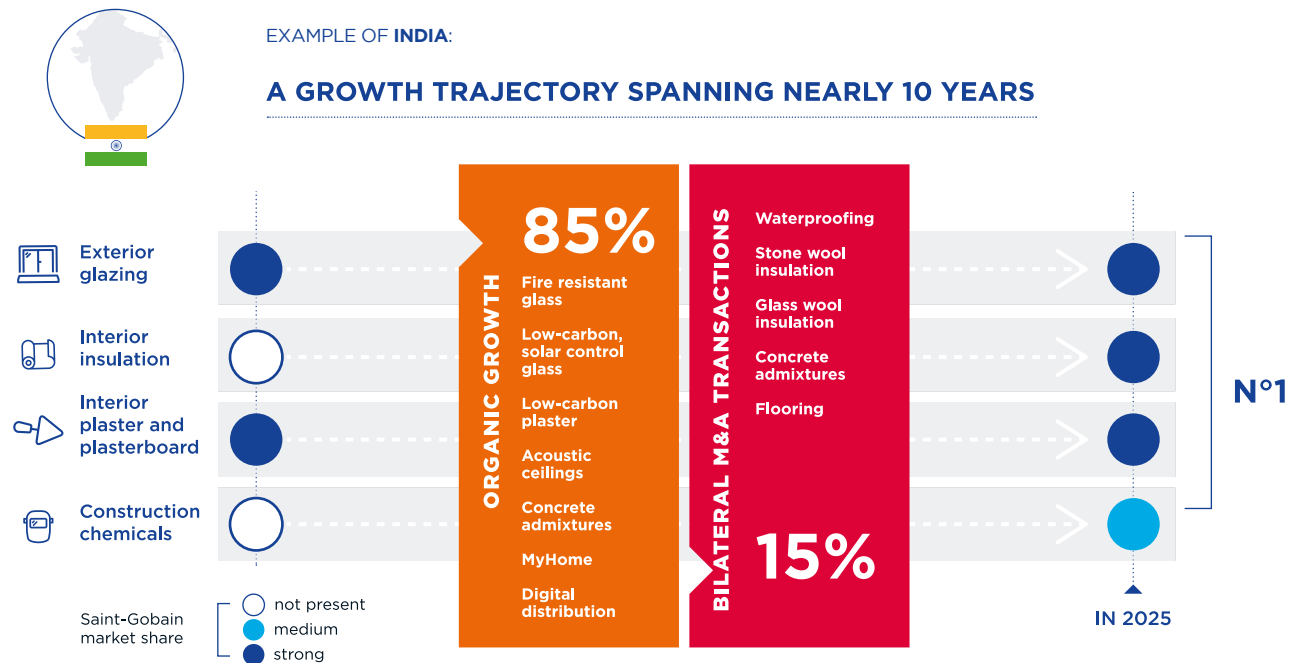 EXAMPLE OF INDIA:
A GROWTH TRAJECTORY SPANNING NEARLY 10 YEARS
Exterior
glazing
Interior
insulation
Interior
plaster and
plasterboard
Construction
chemicals
ORGANIC GROWTH
85%
Fire resistant
glass
Low-carbon,
solar control
glass
Low-carbon
plaster
Acoustic
ceilings
Concrete
admixtures
MyHome
Digital
distribution
BILATERAL M&A TRANSACTIONS
Waterproofing
Stone wool
insulation
Glass wool
insulation
Concrete
admixtures
Flooring
15%
N°1
IN 2025
Saint-Gobain
market share
not present
medium
strong